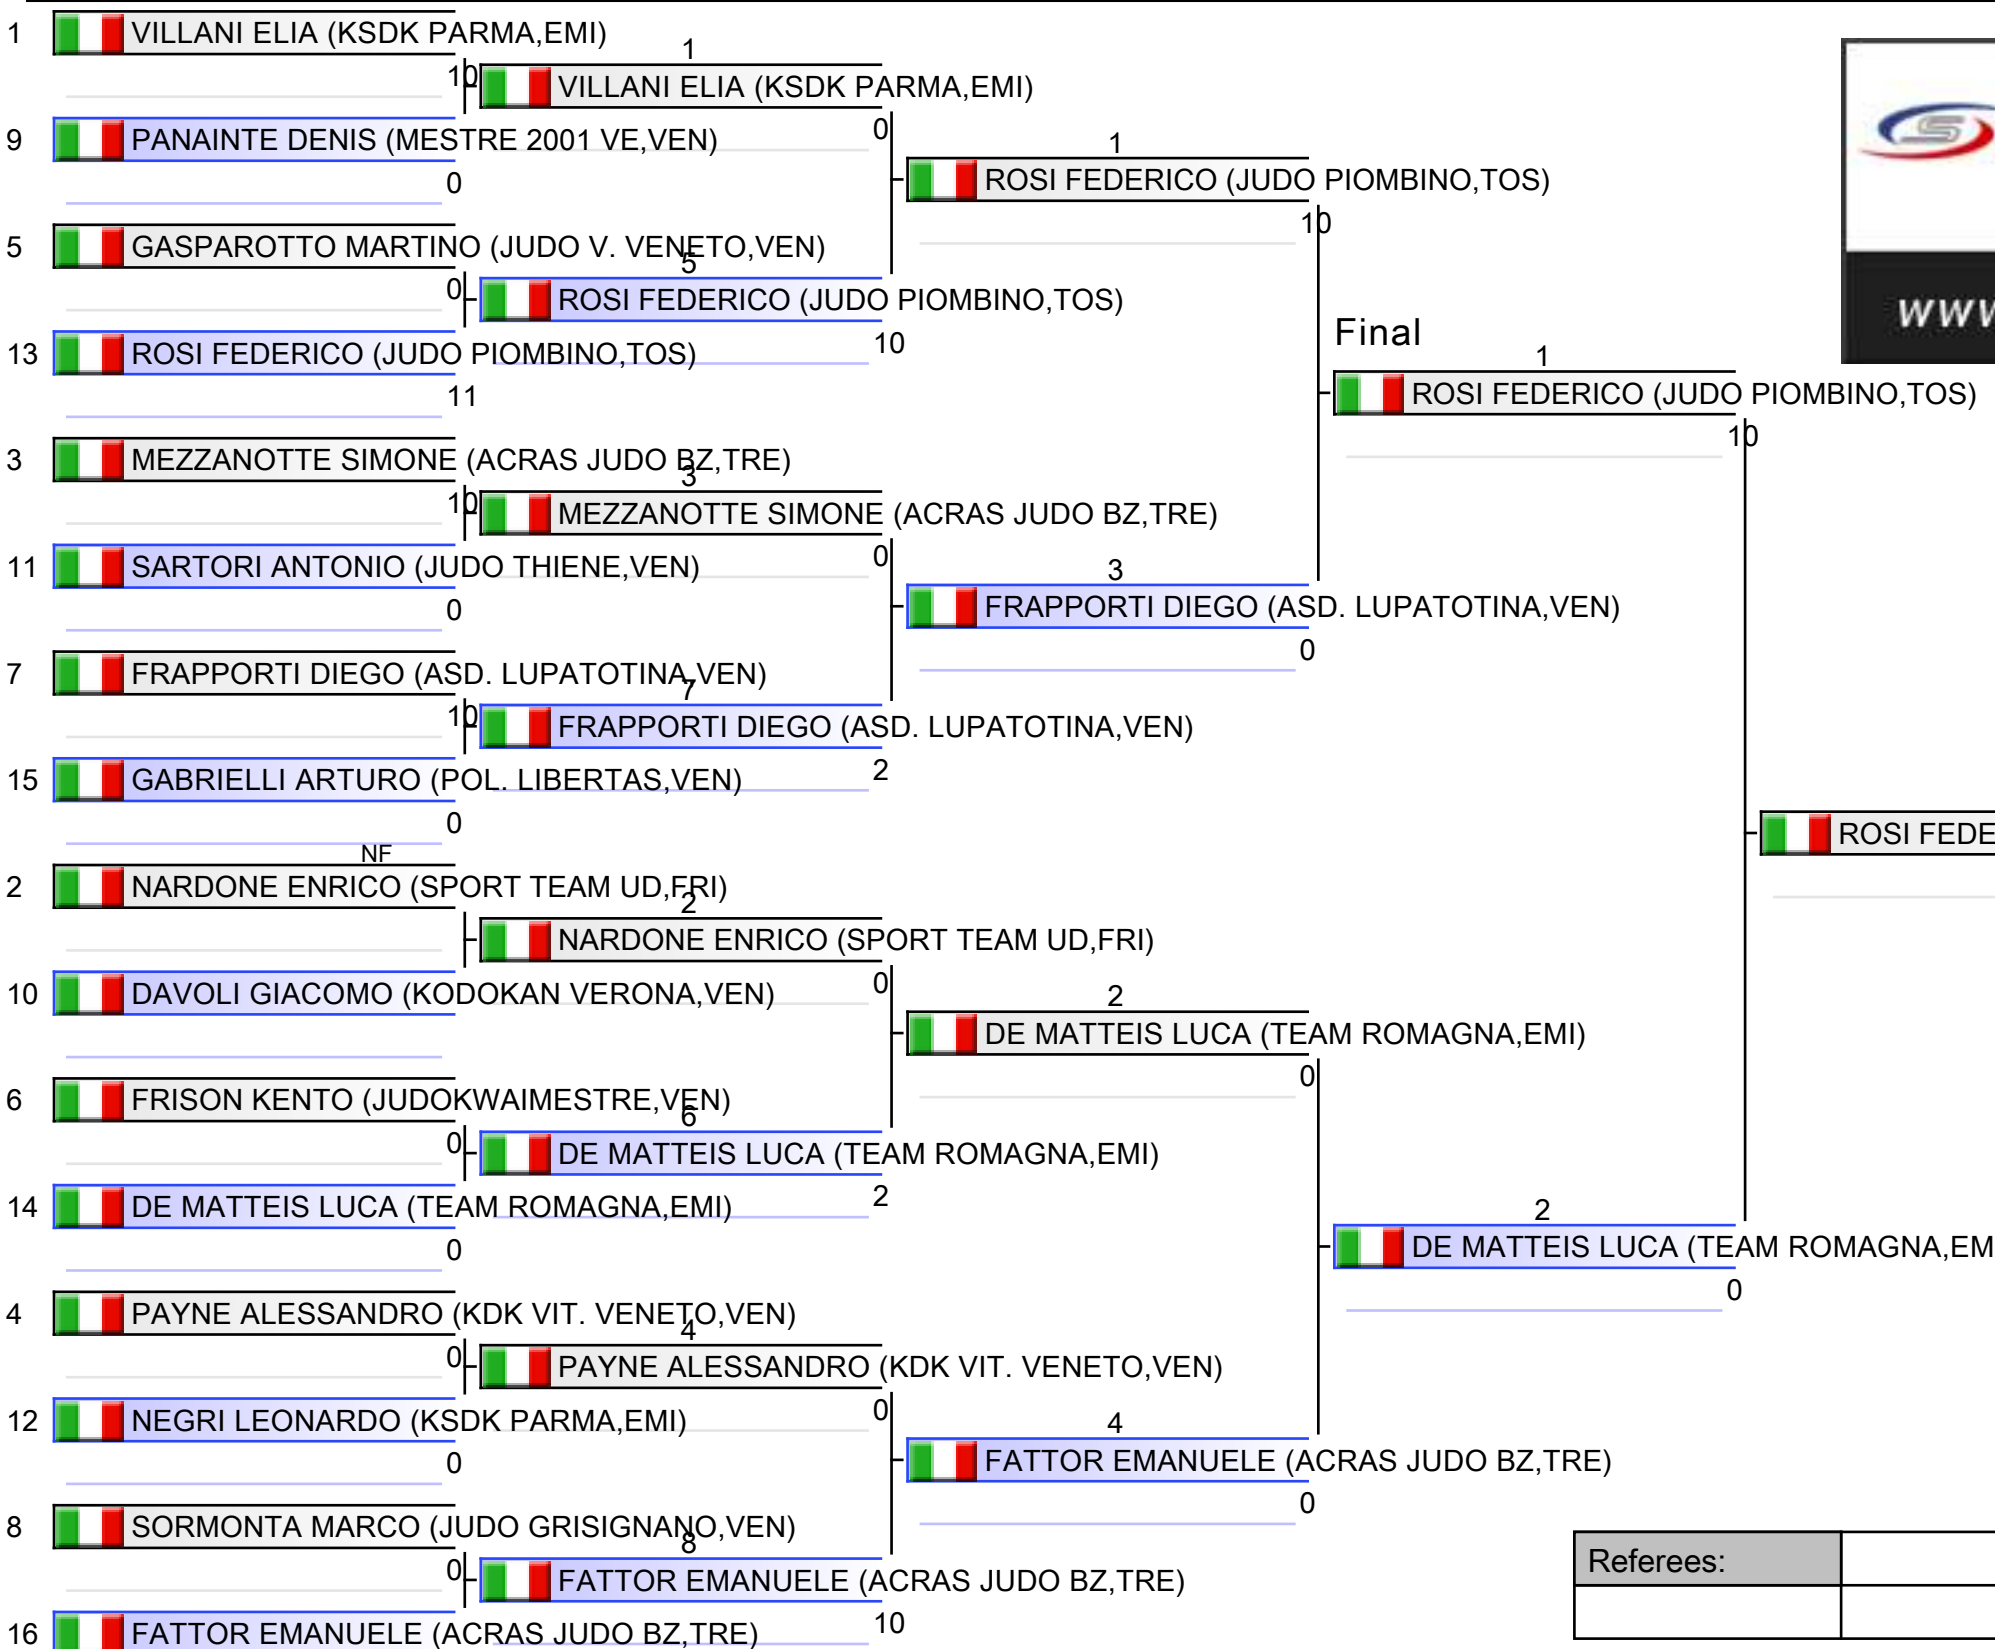 1 VILLANI ELIA (KSDK PARMA,EMI)
10
9 PANAINTE DENIS (MESTRE 2001 VE,VEN)
0
5 GASPAROTTO MARTINO (JUDO V. VENETO,VEN)
0
13 ROSI FEDERICO (JUDO PIOMBINO,TOS)
11
3 MEZZANOTTE SIMONE (ACRAS JUDO BZ,TRE)
10
11 SARTORI ANTONIO (JUDO THIENE,VEN)
0
7 FRAPPORTI DIEGO (ASD. LUPATOTINA,VEN)
10
15 GABRIELLI ARTURO (POL. LIBERTAS,VEN)
0
NF
2 NARDONE ENRICO (SPORT TEAM UD,FRI)
10 DAVOLI GIACOMO (KODOKAN VERONA,VEN)
6 FRISON KENTO (JUDOKWAIMESTRE,VEN)
0
14 DE MATTEIS LUCA (TEAM ROMAGNA,EMI)
0
4 PAYNE ALESSANDRO (KDK VIT. VENETO,VEN)
0
12 NEGRI LEONARDO (KSDK PARMA,EMI)
0
8 SORMONTA MARCO (JUDO GRISIGNANO,VEN)
0
16 FATTOR EMANUELE (ACRAS JUDO BZ,TRE)
1
VILLANI ELIA (KSDK PARMA,EMI)
0
5
ROSI FEDERICO (JUDO PIOMBINO,TOS)
10
3
MEZZANOTTE SIMONE (ACRAS JUDO BZ,TRE)
0
7
FRAPPORTI DIEGO (ASD. LUPATOTINA,VEN)
2
2
NARDONE ENRICO (SPORT TEAM UD,FRI)
0
6
DE MATTEIS LUCA (TEAM ROMAGNA,EMI)
2
4
PAYNE ALESSANDRO (KDK VIT. VENETO,VEN)
0
8
FATTOR EMANUELE (ACRAS JUDO BZ,TRE)
10
1
ROSI FEDERICO (JUDO PIOMBINO,TOS)
10
3
FRAPPORTI DIEGO (ASD. LUPATOTINA,VEN)
0
2
DE MATTEIS LUCA (TEAM ROMAGNA,EMI)
0
4
FATTOR EMANUELE (ACRAS JUDO BZ,TRE)
0
Final
1
ROSI FEDERICO (JUDO PIOMBINO,TOS)
10
2
DE MATTEIS LUCA (TEAM ROMAGNA,EM
0
ROSI FEDE
S
WWW
Referees: